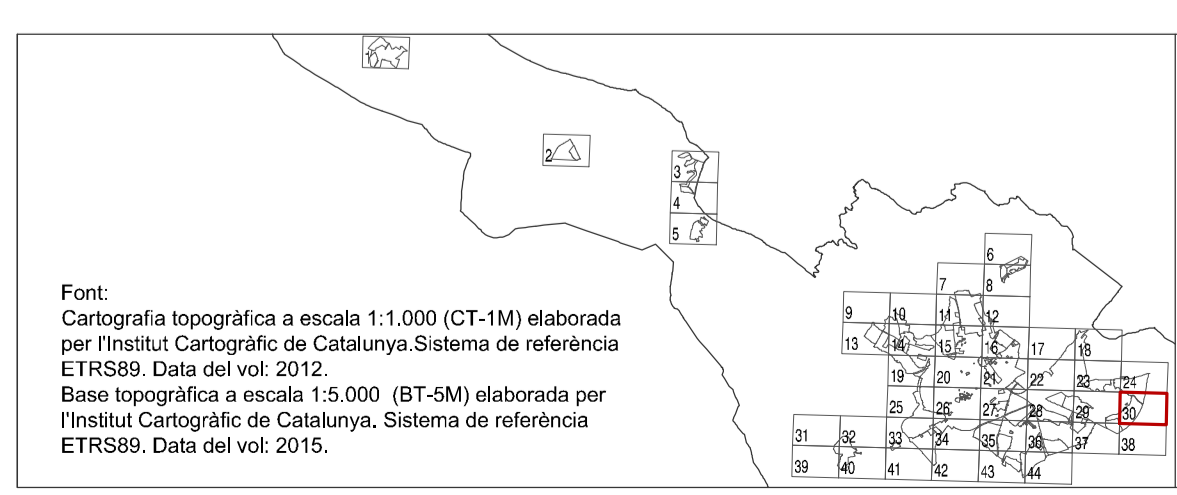 1
2
3
4
5
6
7 8
9 10 11 12
13 14 15 16 17 18
19 20 21 22 23 24
25 26 27 28 29 30
31 32 33 34 35 36 37 38
39 40 41 42 43 44
Font:
Cartografia topogràfica a escala 1:1.000 (CT-1M) elaborada
per l'Institut Cartogràfic de Catalunya.Sistema de referència
ETRS89. Data del vol: 2012.
Base topogràfica a escala 1:5.000 (BT-5M) elaborada per
l'Institut Cartogràfic de Catalunya. Sistema de referència
ETRS89. Data del vol: 2015.